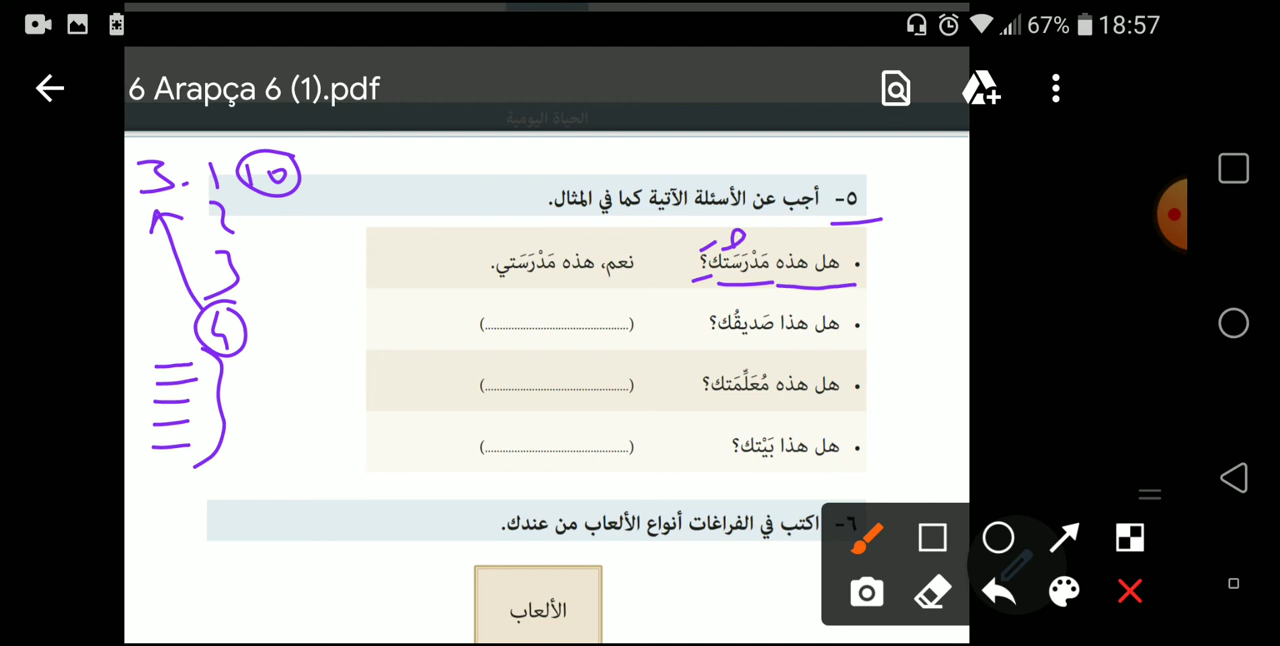 67% 18:57
6 Arapça 6 (1).pdf
الحياة اليومية
3. 1 10
2
3
4
٥- أجب عن الأسئلة الآتية كما في المثال.
• هل هذه مَدْرَسَتك؟ نعم، هذه مَدْرَسَتي.
• هل هذا صَديقُك؟ (......................................)
• هل هذه مُعَلِّمَتك؟ (......................................)
• هل هذا بَيْتك؟ (......................................)
٦- اكتب في الفراغات أنواع الألعاب من عندك.
الألعاب